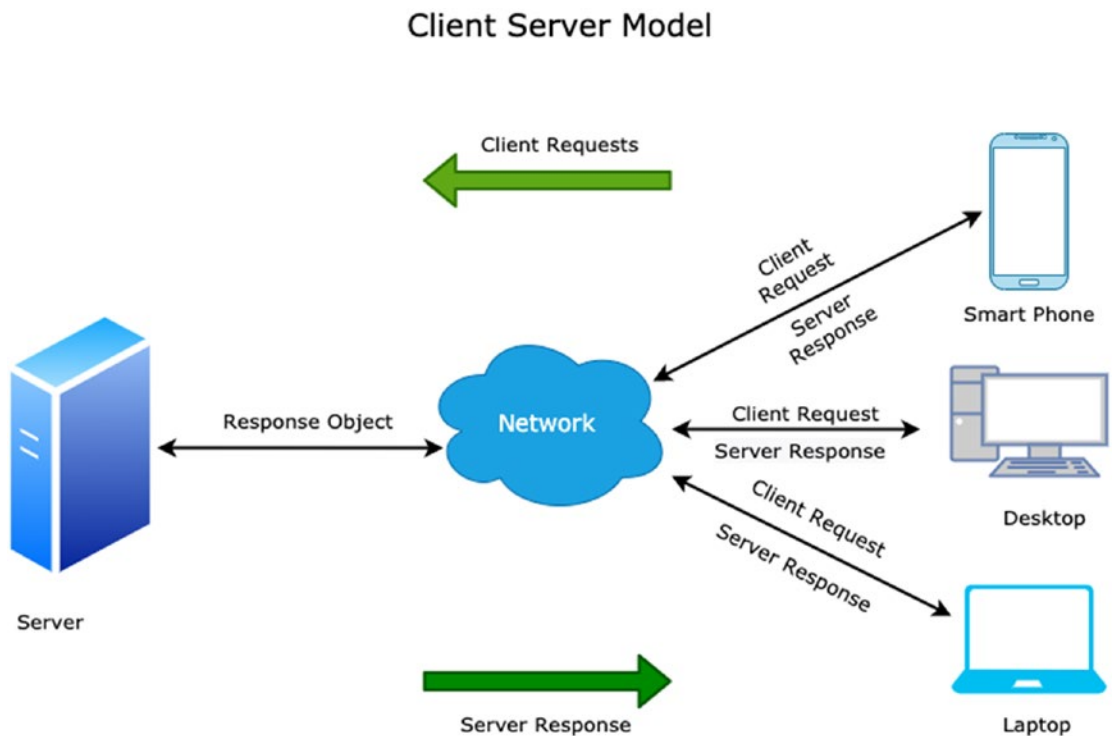 Client Server Model
Client Requests
Client
Request
Server
Response
Smart Phone
Response Object
Network
Client Request
Server Response
Desktop
Client Request
Server Response
Server
Laptop
Server Response